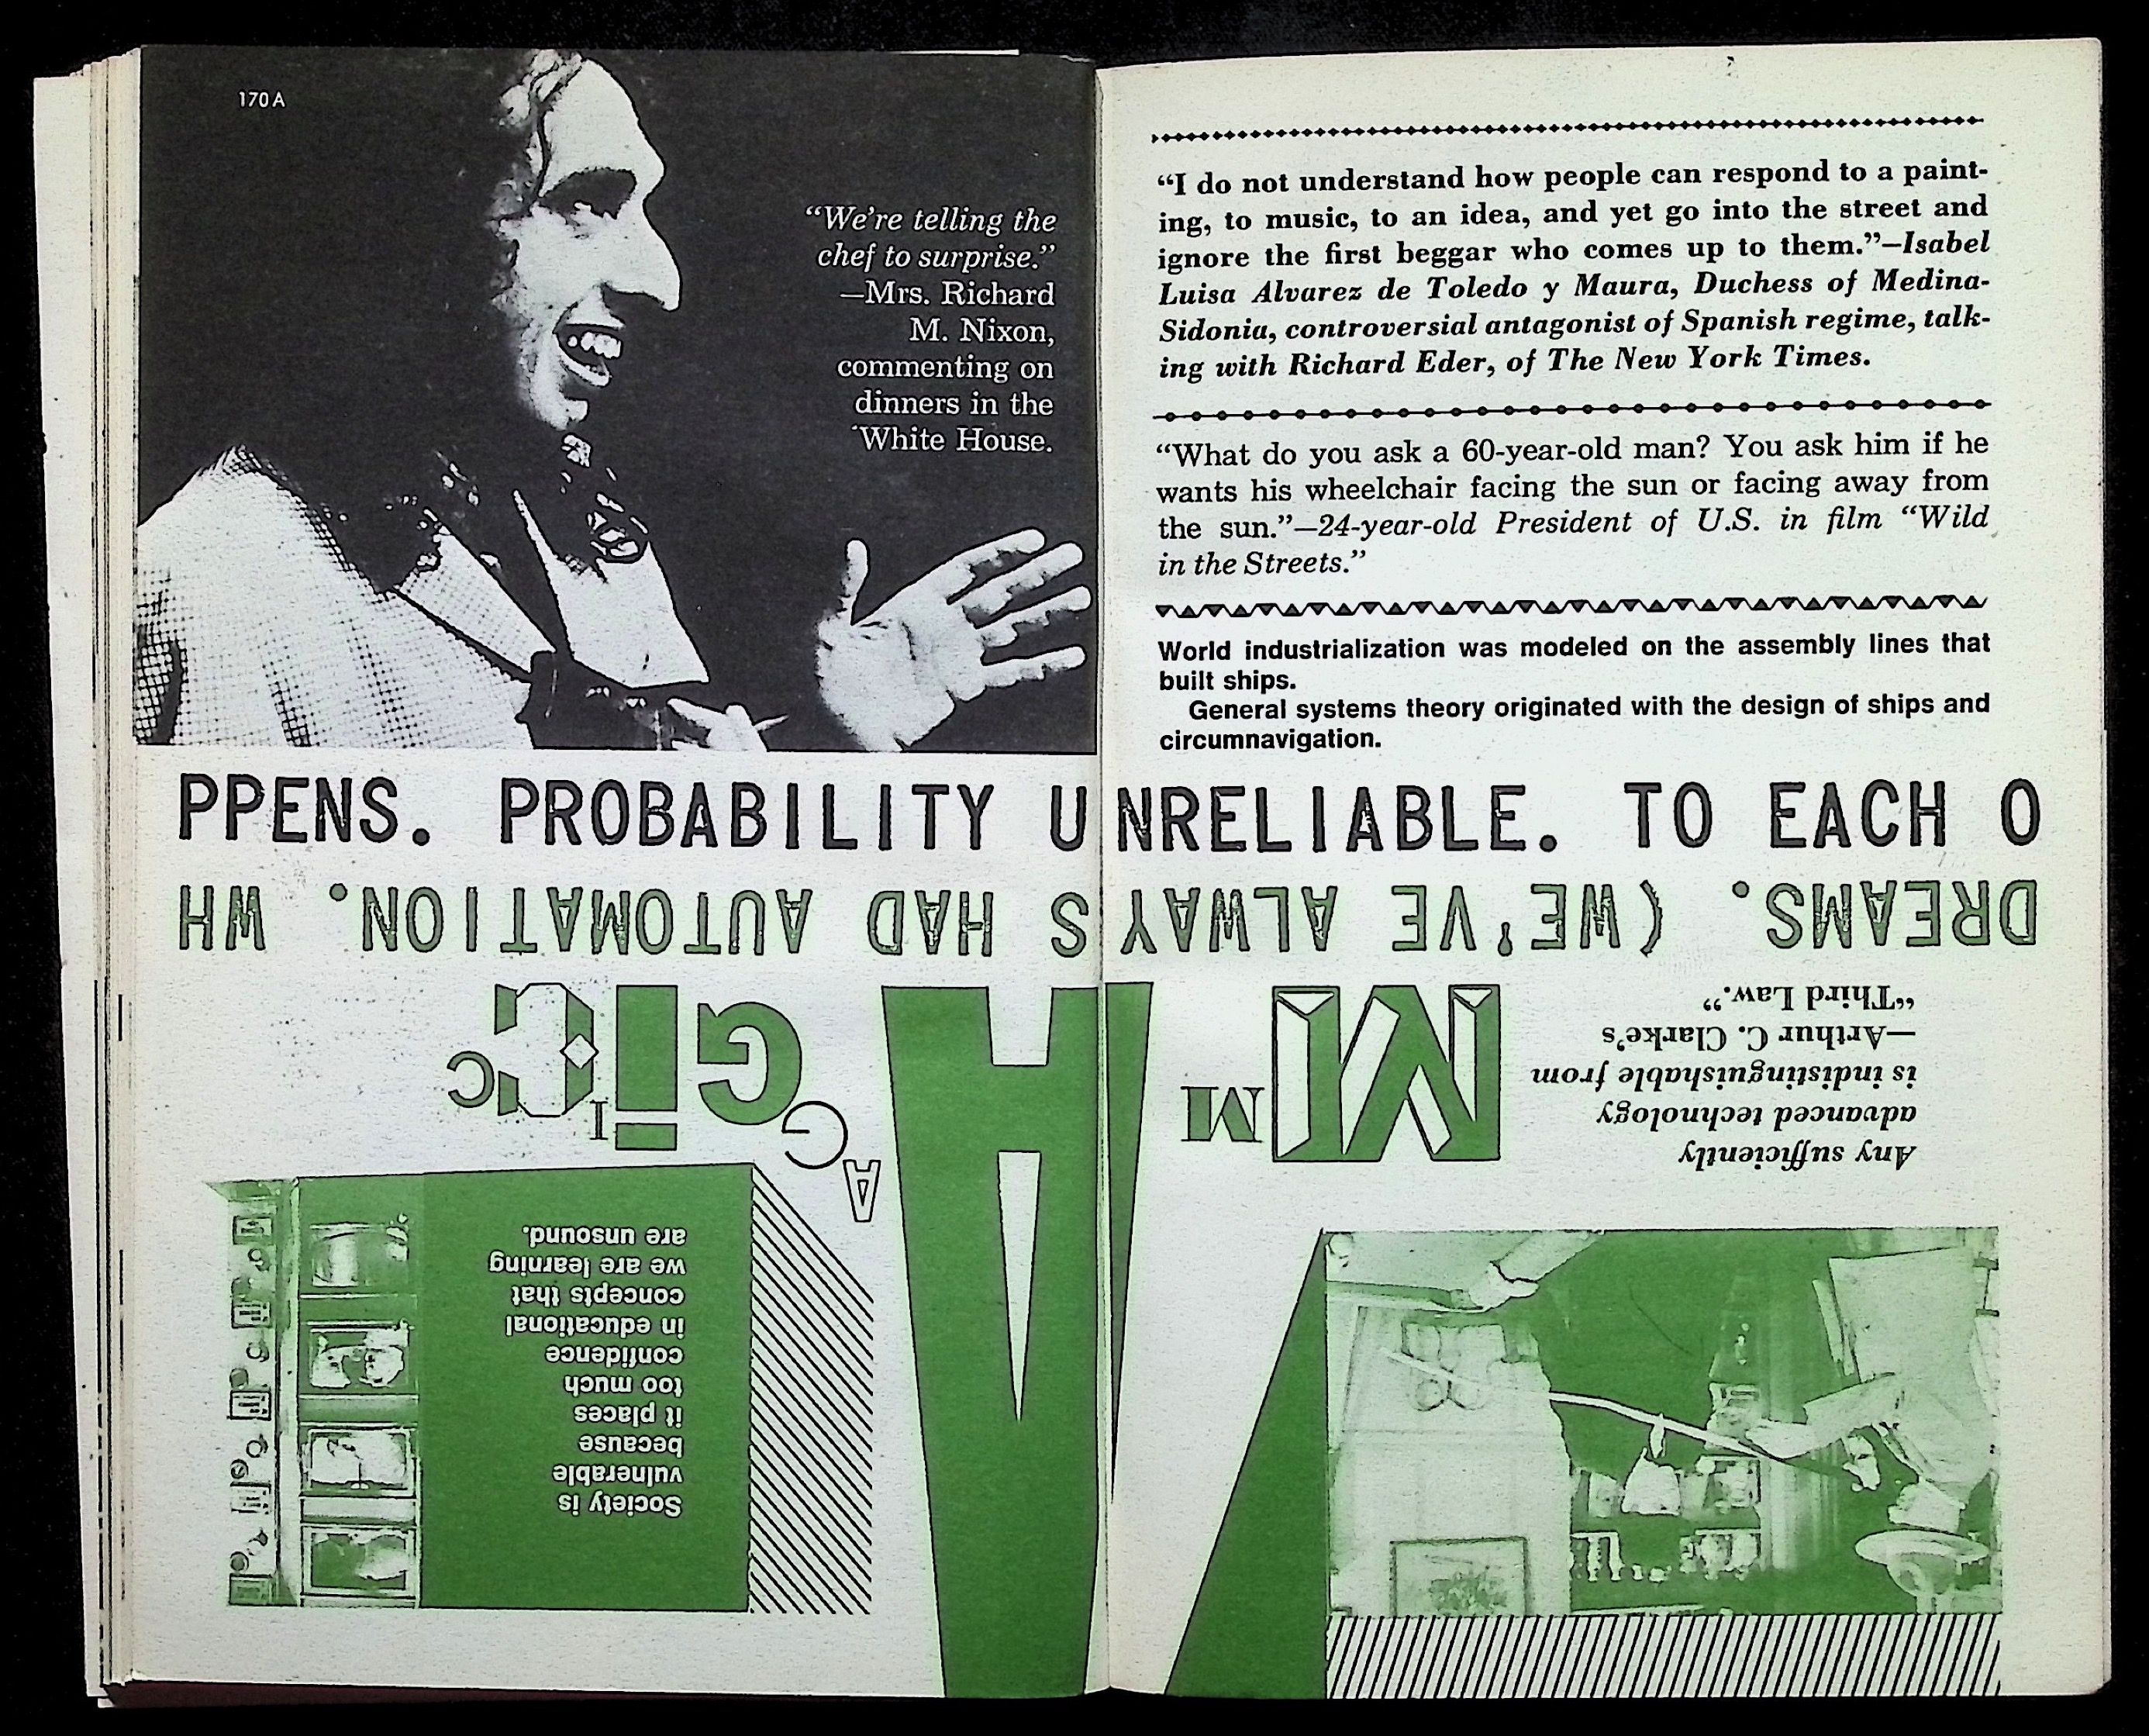 170 A
“We’re telling the
chef to surprise.”
—Mrs. Richard
M. Nixon,
commenting on
dinners in the
White House.
“I do not understand how people can respond to a paint-
ing, to music, to an idea, and yet go into the street and
ignore the first beggar who comes up to them.”—Isabel
Luisa Alvarez de Toledo y Maura, Duchess of Medina-
Sidonia, controversial antagonist of Spanish regime, talk-
ing with Richard Eder, of The New York Times.
“What do you ask a 60-year-old man? You ask him if he
wants his wheelchair facing the sun or facing away from
the sun.”—24-year-old President of U.S. in film “Wild
in the Streets.”
World industrialization was modeled on the assembly lines that
built ships.
General systems theory originated with the design of ships and
circumnavigation.
PPENS. PROBABILITY UNRELIABLE. TO EACH O
DREAMS. (WE'VE ALWAYS HAD AUTOMATION. WH
Any sufficiently
advanced technology
is indistinguishable from
—Arthur C. Clarke’s
“Third Law.”
M M A A G G i I C C
Society is
vulnerable
because
it places
too much
confidence
in educational
concepts that
we are learning
are unsound.